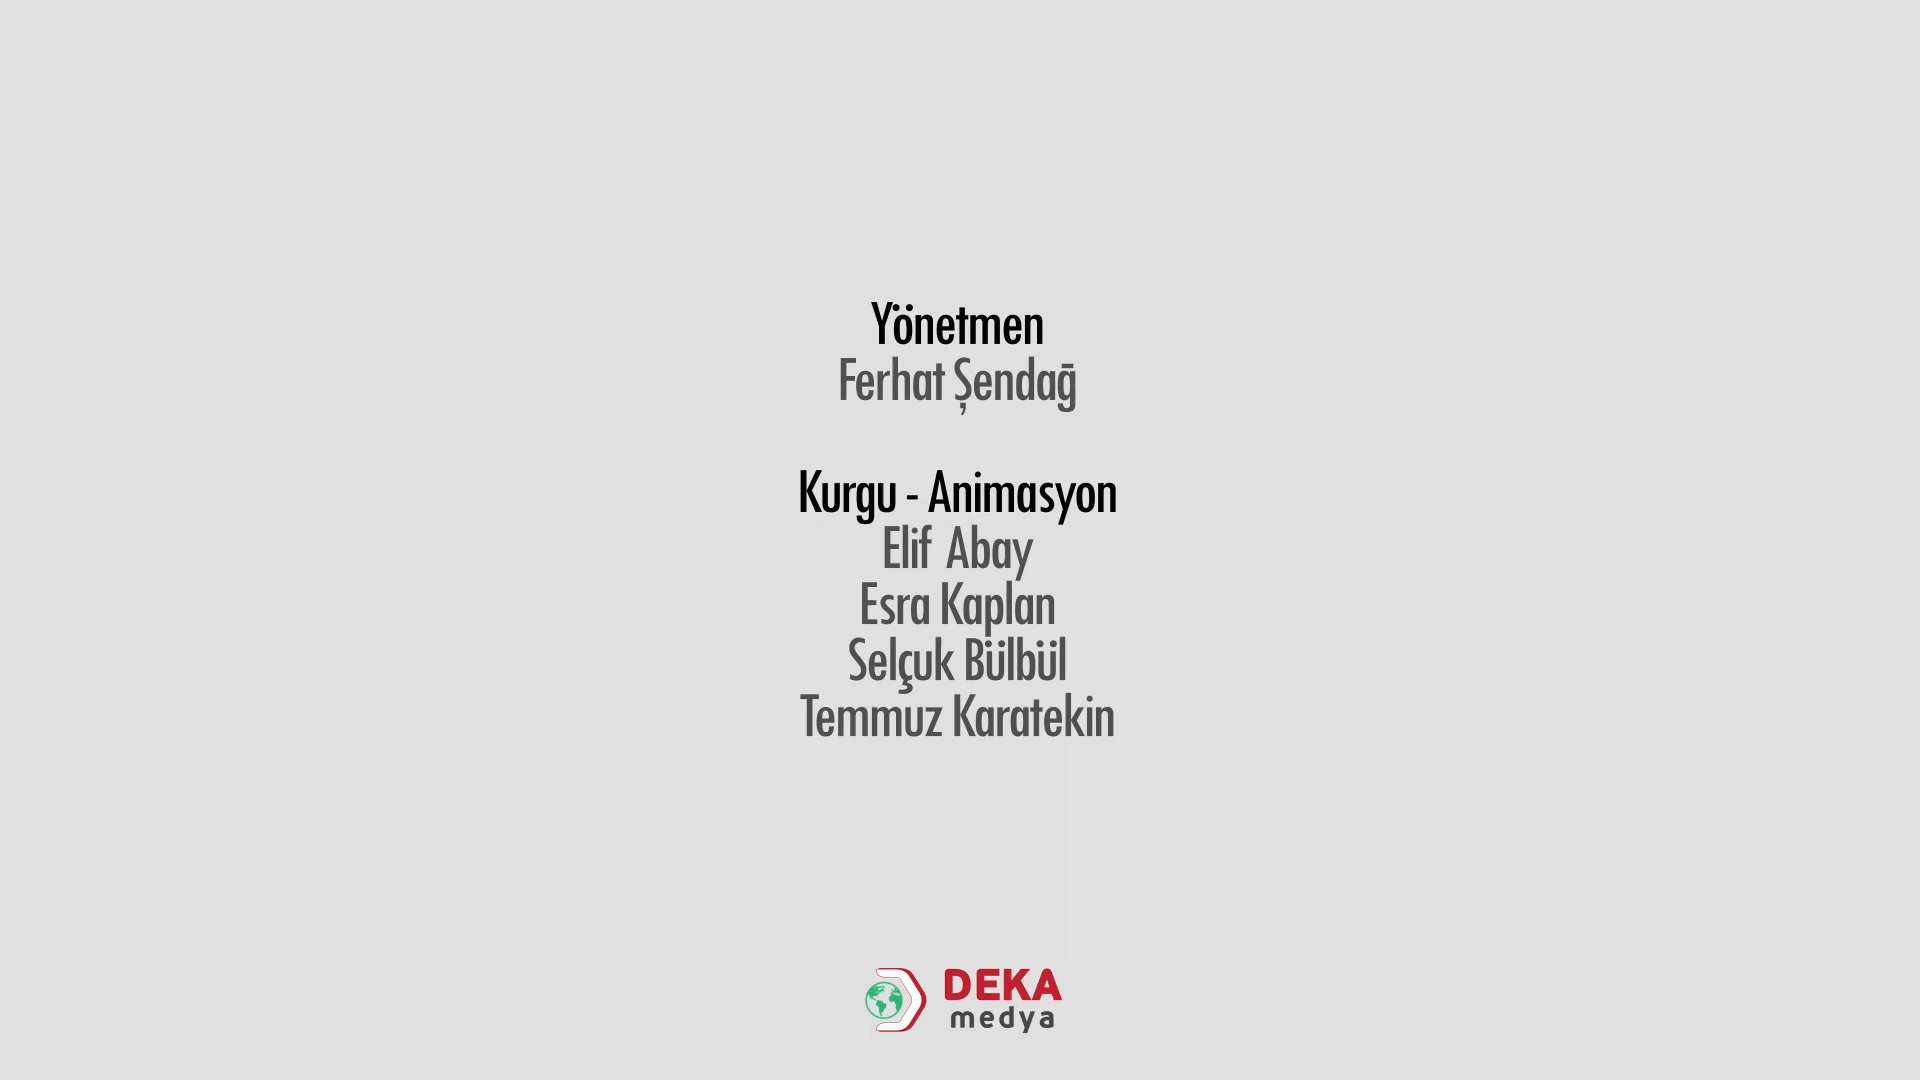 Yönetmen
Ferhat Şendağ
Kurgu - Animasyon
Elif Abay
Esra Kaplan
Selçuk Bülbül
Temmuz Karatekin
DEKA
medya